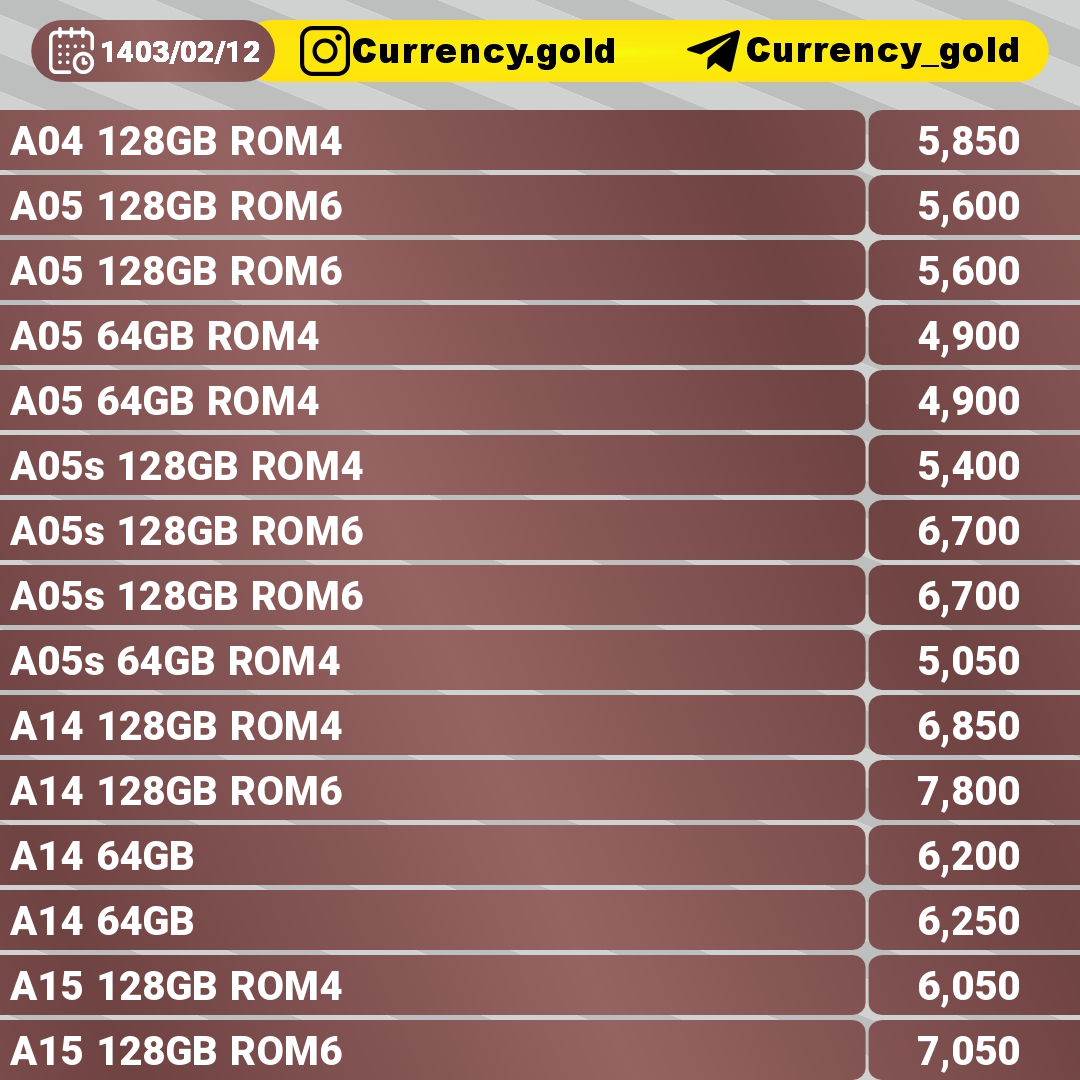 1403/02/12 Currency.gold Currency_gold
A04 128GB ROM4 5,850
A05 128GB ROM6 5,600
A05 128GB ROM6 5,600
A05 64GB ROM4 4,900
A05 64GB ROM4 4,900
A05s 128GB ROM4 5,400
A05s 128GB ROM6 6,700
A05s 128GB ROM6 6,700
A05s 64GB ROM4 5,050
A14 128GB ROM4 6,850
A14 128GB ROM6 7,800
A14 64GB 6,200
A14 64GB 6,250
A15 128GB ROM4 6,050
A15 128GB ROM6 7,050